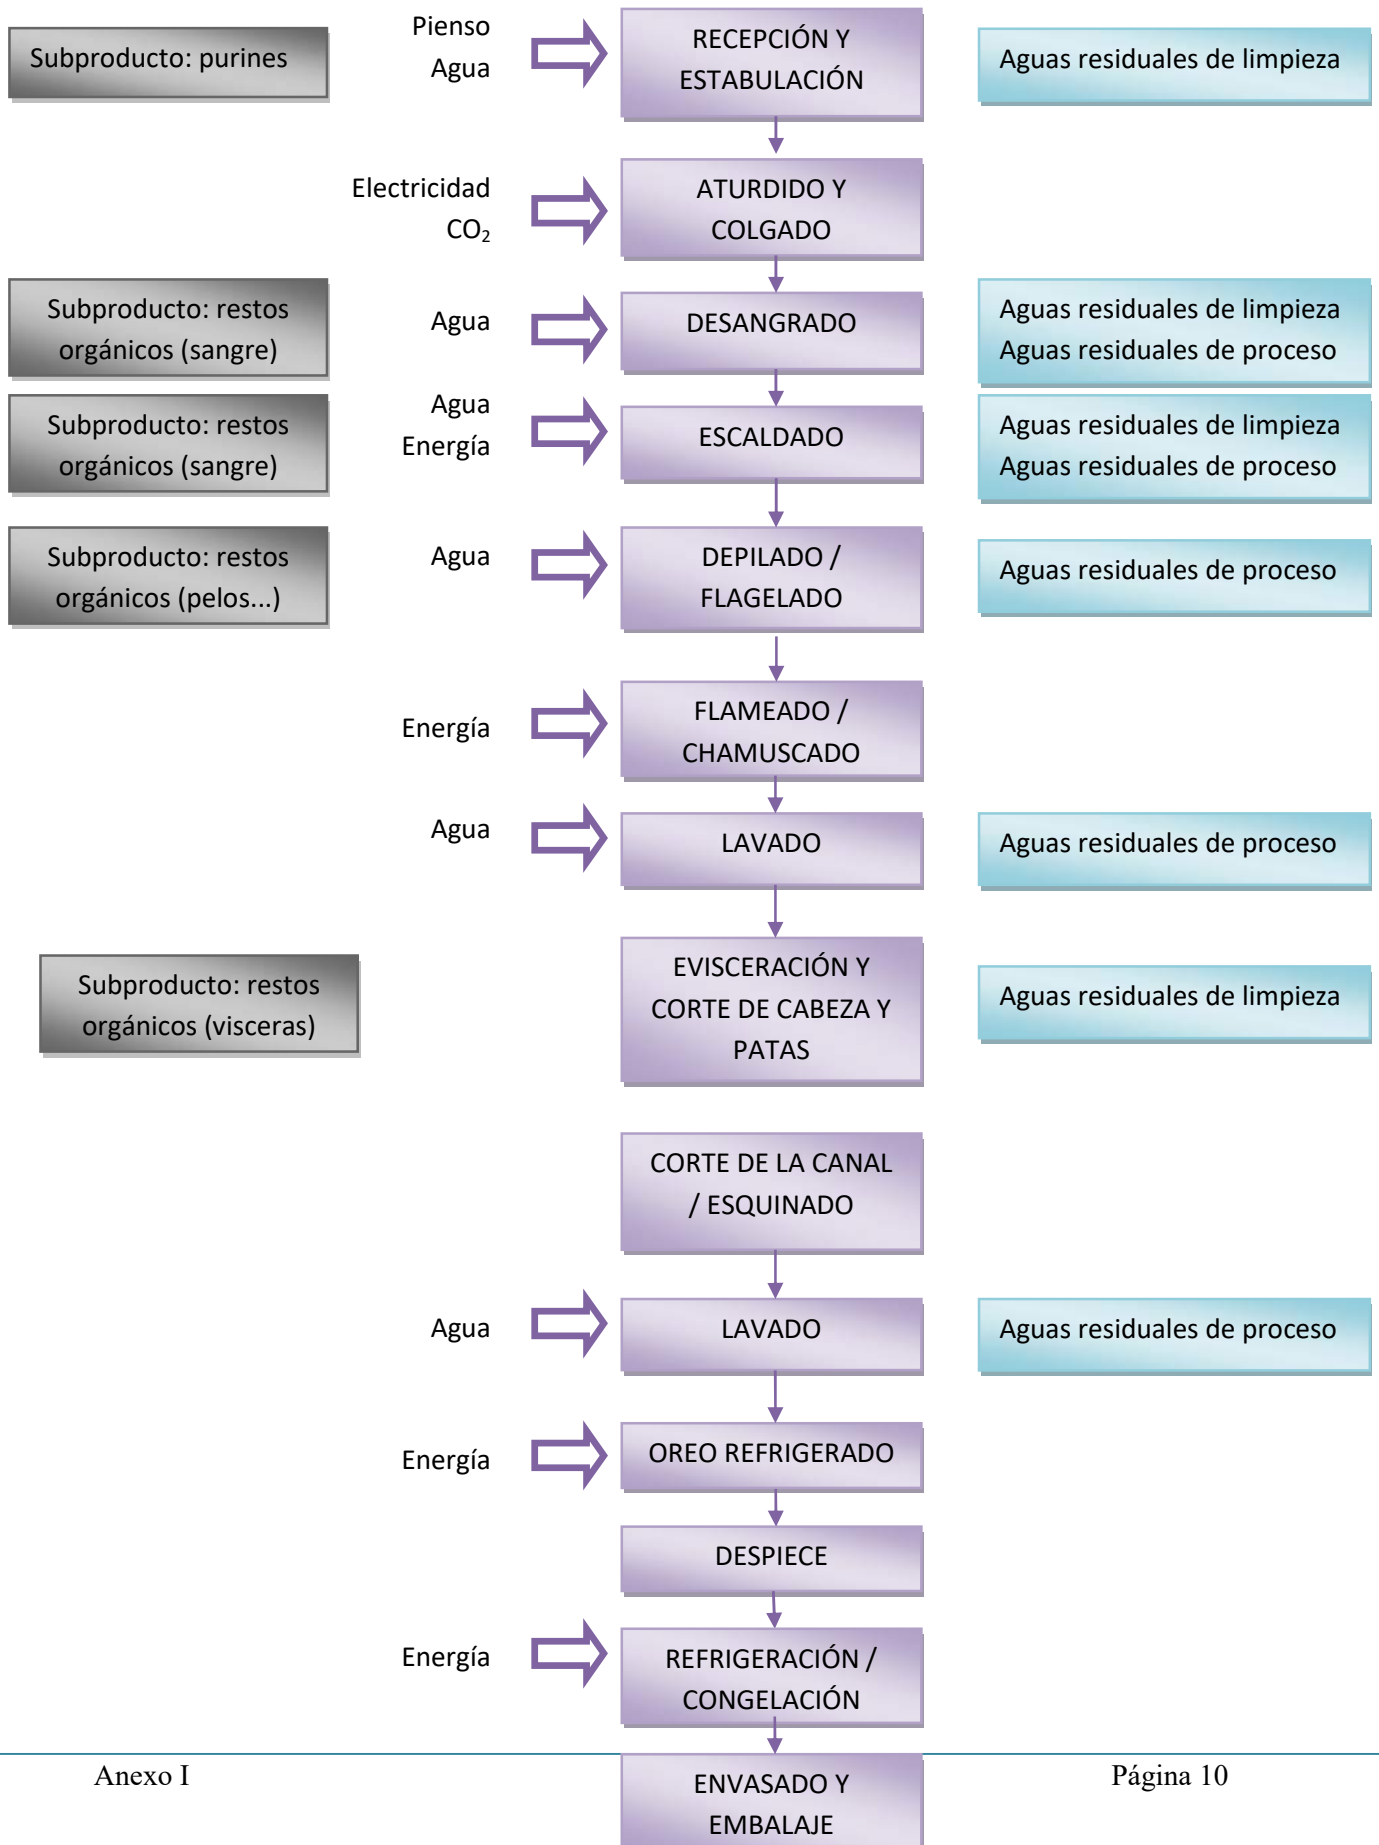 Subproducto: purines
Pienso
Agua
RECEPCIÓN Y
ESTABULACIÓN
Aguas residuales de limpieza
Electricidad
CO₂
ATURDIDO Y
COLGADO
Subproducto: restos
orgánicos (sangre)
Agua
DESANGRADO
Aguas residuales de limpieza
Aguas residuales de proceso
Subproducto: restos
orgánicos (sangre)
Agua
Energía
ESCALDADO
Aguas residuales de limpieza
Aguas residuales de proceso
Subproducto: restos
orgánicos (pelos...)
Agua
DEPILADO /
FLAGELADO
Aguas residuales de proceso
Energía
FLAMEADO /
CHAMUSCADO
Agua
LAVADO
Aguas residuales de proceso
Subproducto: restos
orgánicos (visceras)
EVISCERACIÓN Y
CORTE DE CABEZA Y
PATAS
Aguas residuales de limpieza
CORTE DE LA CANAL
/ ESQUINADO
Agua
LAVADO
Aguas residuales de proceso
Energía
OREO REFRIGERADO
DESPIECE
Energía
REFRIGERACIÓN /
CONGELACIÓN
ENVASADO Y
EMBALAJE
Anexo I
Página 10